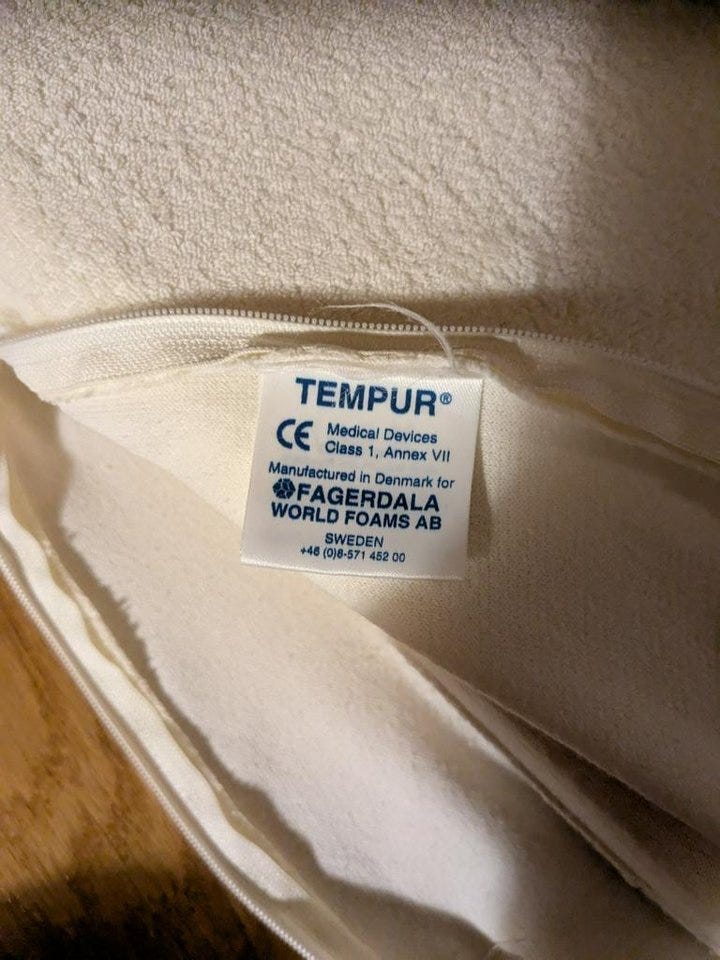 TEMPUR®
CE Medical Devices
Class 1, Annex VII
Manufactured in Denmark for
FAGERDALA
WORLD FOAMS AB
SWEDEN
+46 (0)8-571 452 00